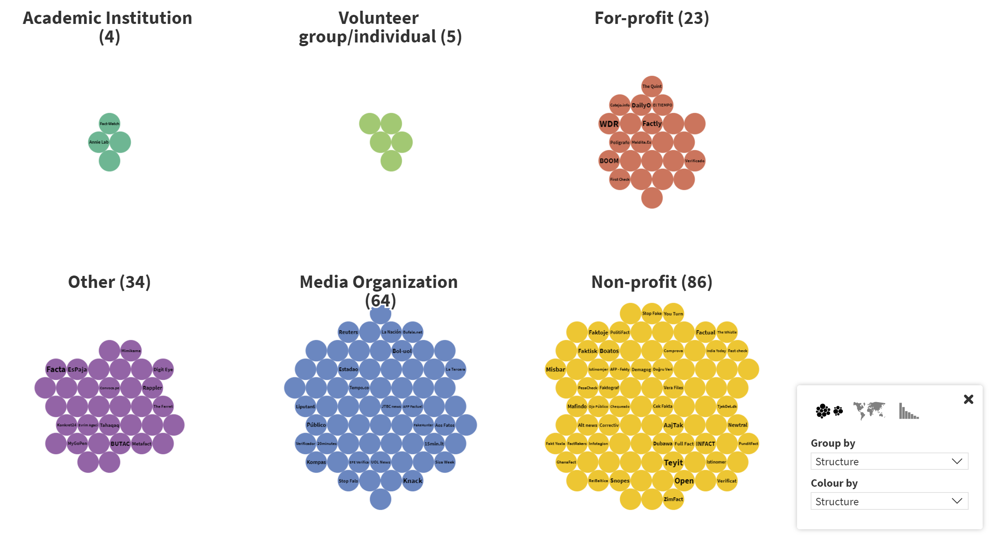 Academic Institution
(4)
Volunteer
group/individual (5)
For-profit (23)
Fact-Watch
Annie Lab
The Quint
Cotejo.info
DailyO
El TIEMPO
WDR
Factly
Poligrafo
Maldita.Es
BOOM
Verificado
First Check
Other (34)
Media Organization
(64)
Non-profit (86)
Mimikama
Facta
EsPaja
Digit Eye
Convoca.pe
Rappler
The Ferret
Konkret24
Evrim Agaci
Tahaqaq
MyGoPen
BUTAC
Metafact
Reuters
La Nación
Bufale.net
Bol-uol
Estadao
La Tercera
Tempo.co
Liputan6
JTBC news
AFP Factuel
Público
FakeHunter
Aos Fatos
Verificador
20minutes
15min.lt
Kompas
EFE Verifica
UOL News
Sisa Week
Stop Fals
Knack
Stop Fake
You Turn
Faktoje
PolitiFact
Factual
The Whistle
Faktisk
Boatos
Comprova
India Today
Fast check
Misbar
Istinomjer
AFP - Fakty
Demagog
Doğru Veri
PesaCheck
Faktograf
Vera Files
Mafindo
Ojo Público
Chequeado
Cek Fakta
TjekDet.dk
Alt news
Correctiv
AajTak
Newtral
Fakt Yoxla
FactRakers
Infotagion
Dubawa
Full Fact
INFACT
PunditFact
GhanaFact
Teyit
Istinomer
Re:Baltica
Snopes
Open
Verificat
ZimFact
Group by
Structure
Colour by
Structure